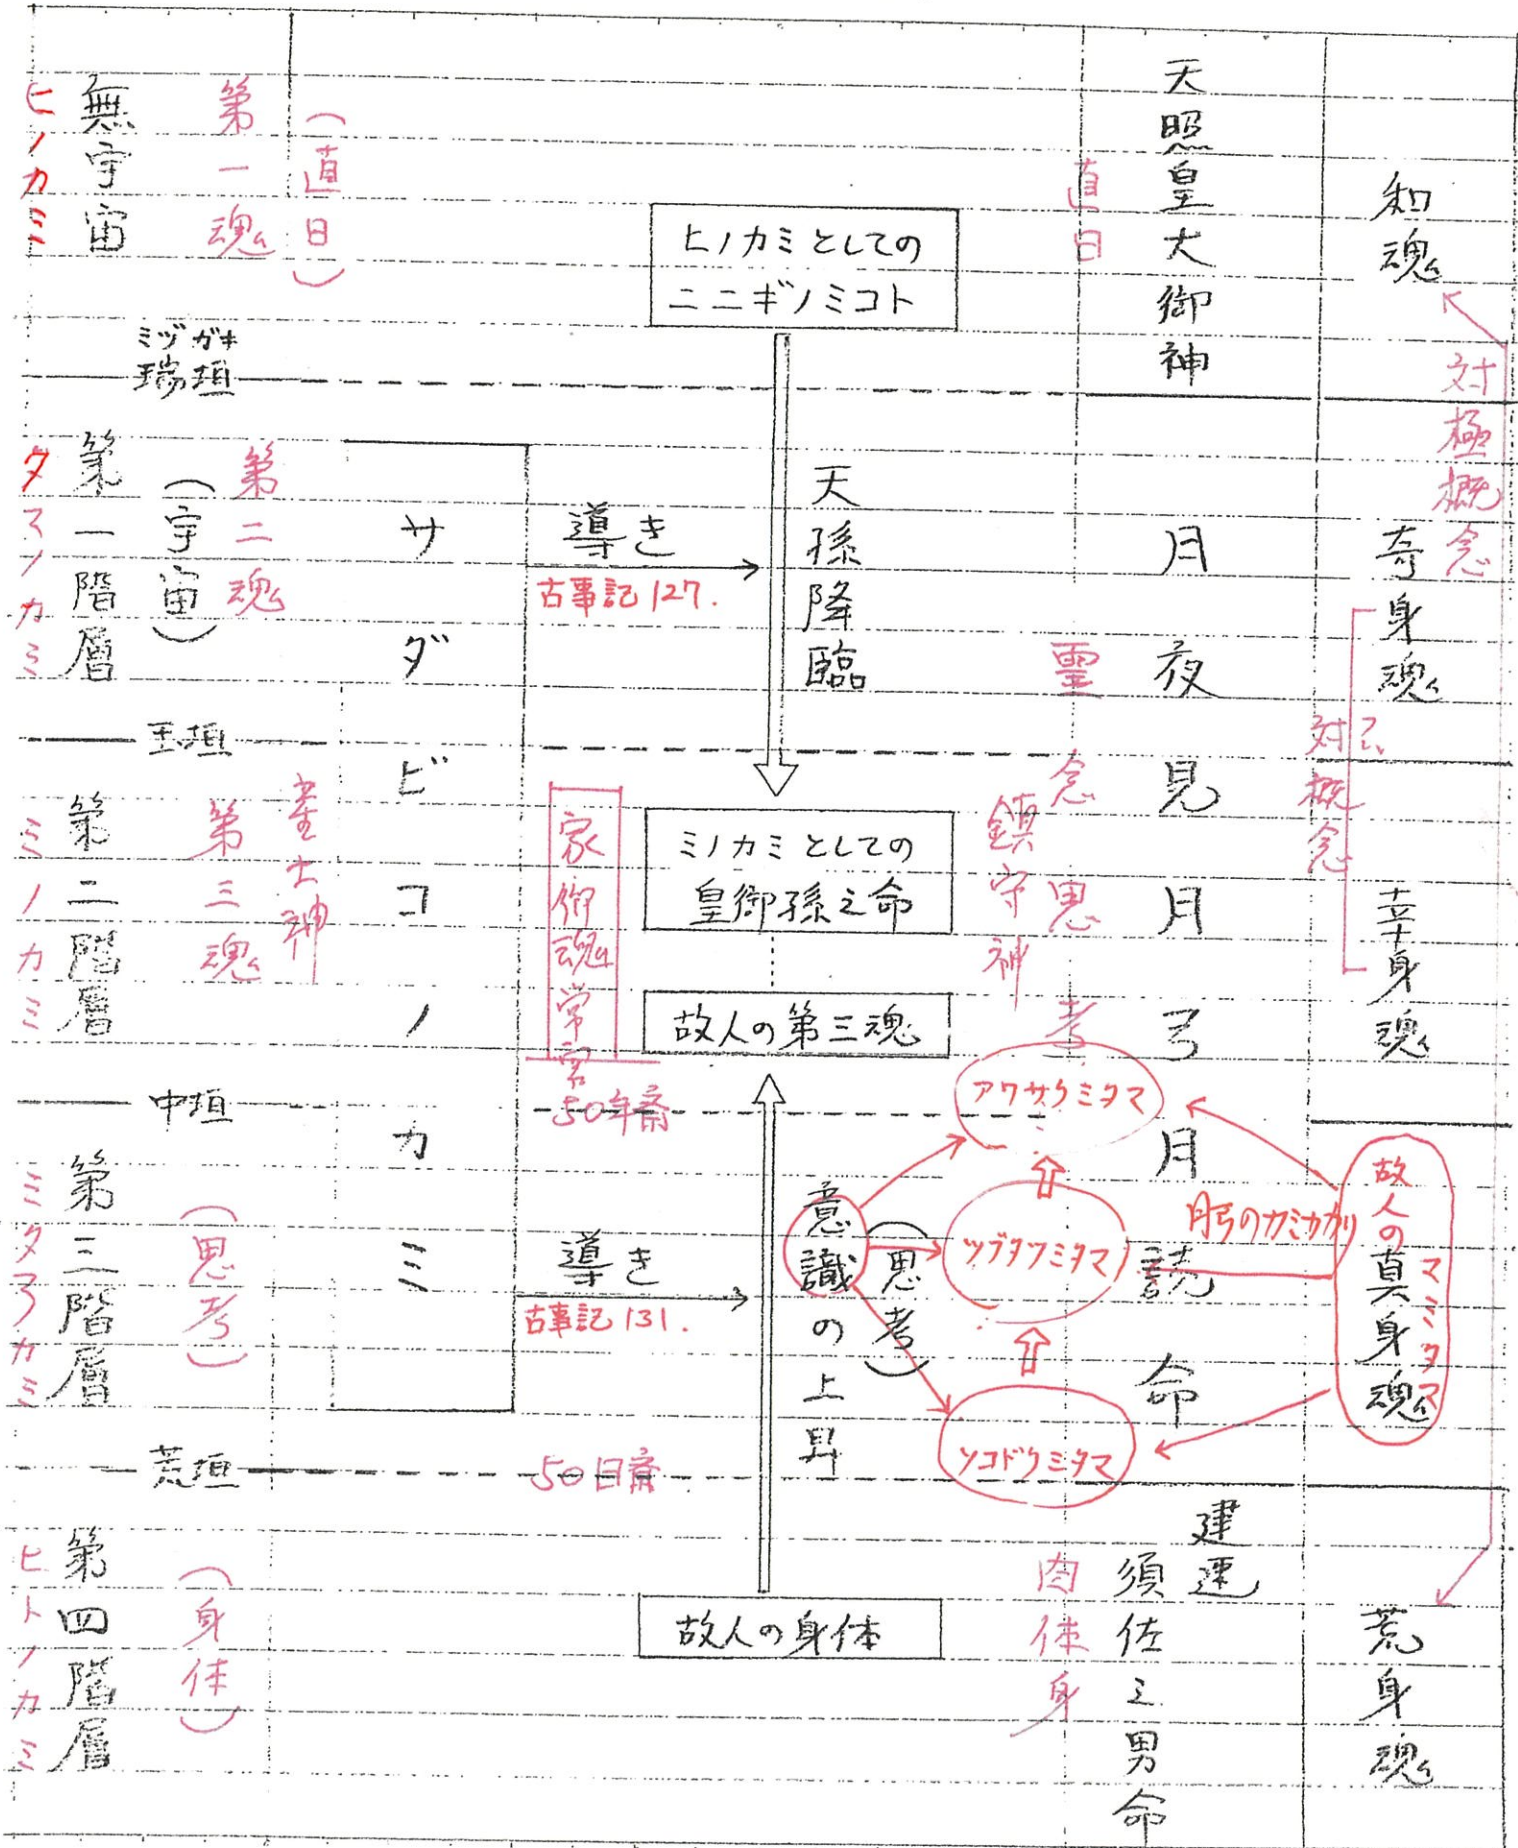 和魂
対極概念
奇身魂
幸身魂
対概念
故人の真身魂
マミタマ
荒身魂
天照皇大御神
直日
月夜見
月弓
月読命
月弓のカミカカリ
建速
須佐之男命
霊
念
思
考
鎮守神
肉体身
ヒノカミとしての
ニニギノミコト
天孫降臨
導き
古事記127.
ミノカミとしての
皇御孫之命
故人の第三魂
家御魂常宮
50年斎
アワサクミタマ
ツブタツミタマ
ソコドクミタマ
意識の上昇
(思考)
導き
古事記131.
50日斎
故人の身体
サダビコノカミ
(直日)
第一魂
無宇宙
ヒノカミ
ミヅガキ
瑞垣
第二魂
(宇宙)
第一階層
タマノカミ
玉垣
第三魂
第二階層
ミノカミ
中垣
(思考)
第三階層
ミタマカミ
荒垣
(身体)
第四階層
ヒトノカミ